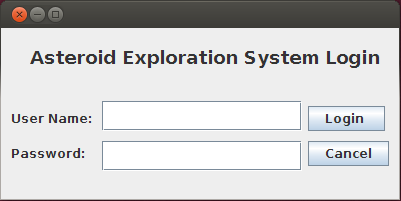 Asteroid Exploration System Login
User Name: Login
Password: Cancel